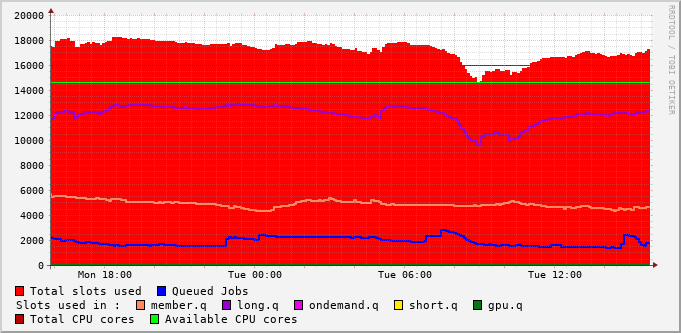 20000
18000
16000
14000
12000
10000
8000
6000
4000
2000
0
Mon 18:00 Tue 00:00 Tue 06:00 Tue 12:00
Total slots used Queued Jobs
Slots used in : member.q long.q ondemand.q short.q gpu.q
Total CPU cores Available CPU cores
RRDTOOL / TOBI OETIKER